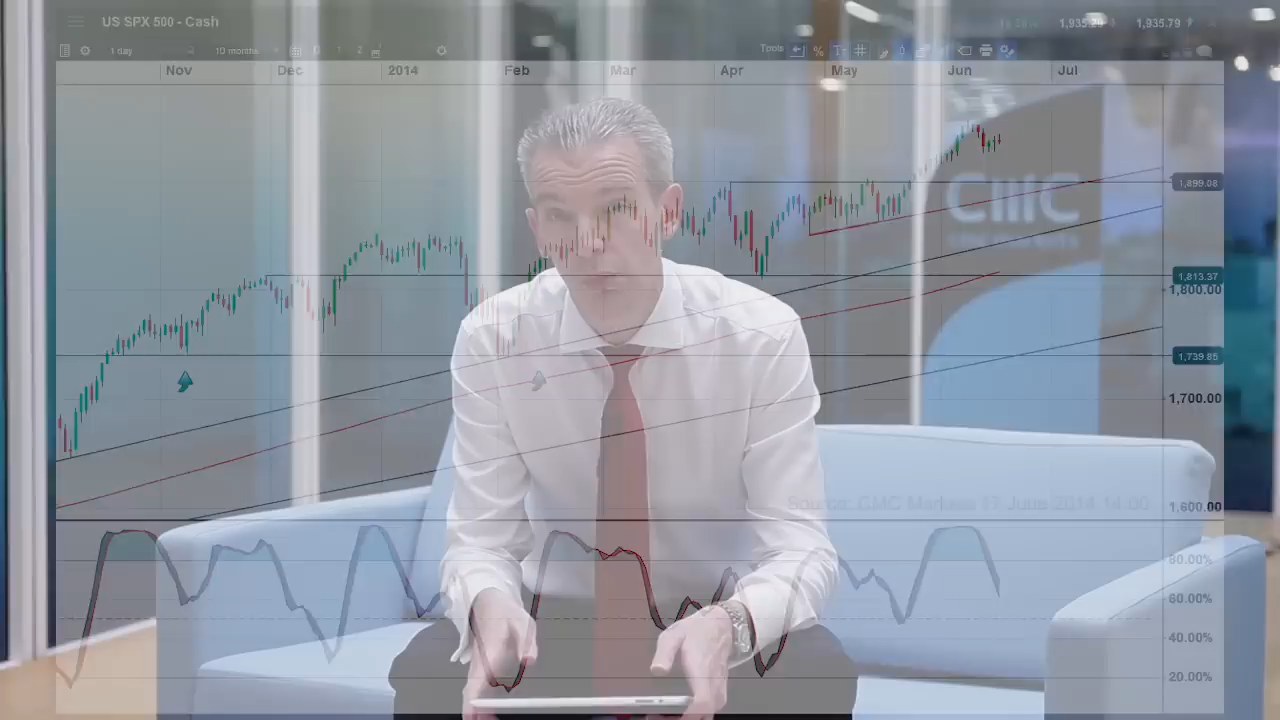 US SPX 500 - Cash
1,935.79
1 day
10 months
Tools
Nov Dec 2014 Feb Mar Apr May Jun Jul
CMC
1,899.08
1,813.37
1,800.00
1,739.85
1,700.00
Source: CMC Markets 17 June 2014 14:00
1,600.00
80.00%
60.00%
40.00%
20.00%